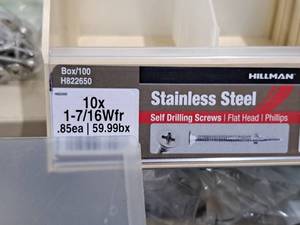 Box/100
H822650
HILLMAN
10x
1-7/16Wfr
.85ea | 59.99bx
Stainless Steel
Self Drilling Screws | Flat Head | Phillips